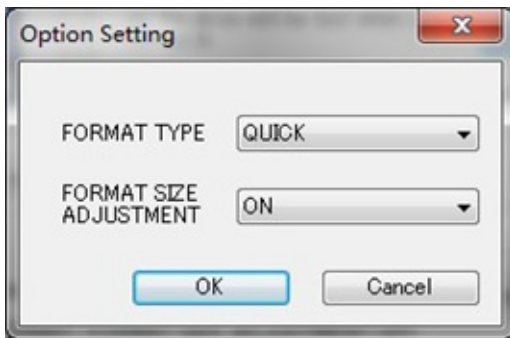 Option Setting
FORMAT TYPE
QUICK
FORMAT SIZE
ADJUSTMENT
ON
OK
Cancel